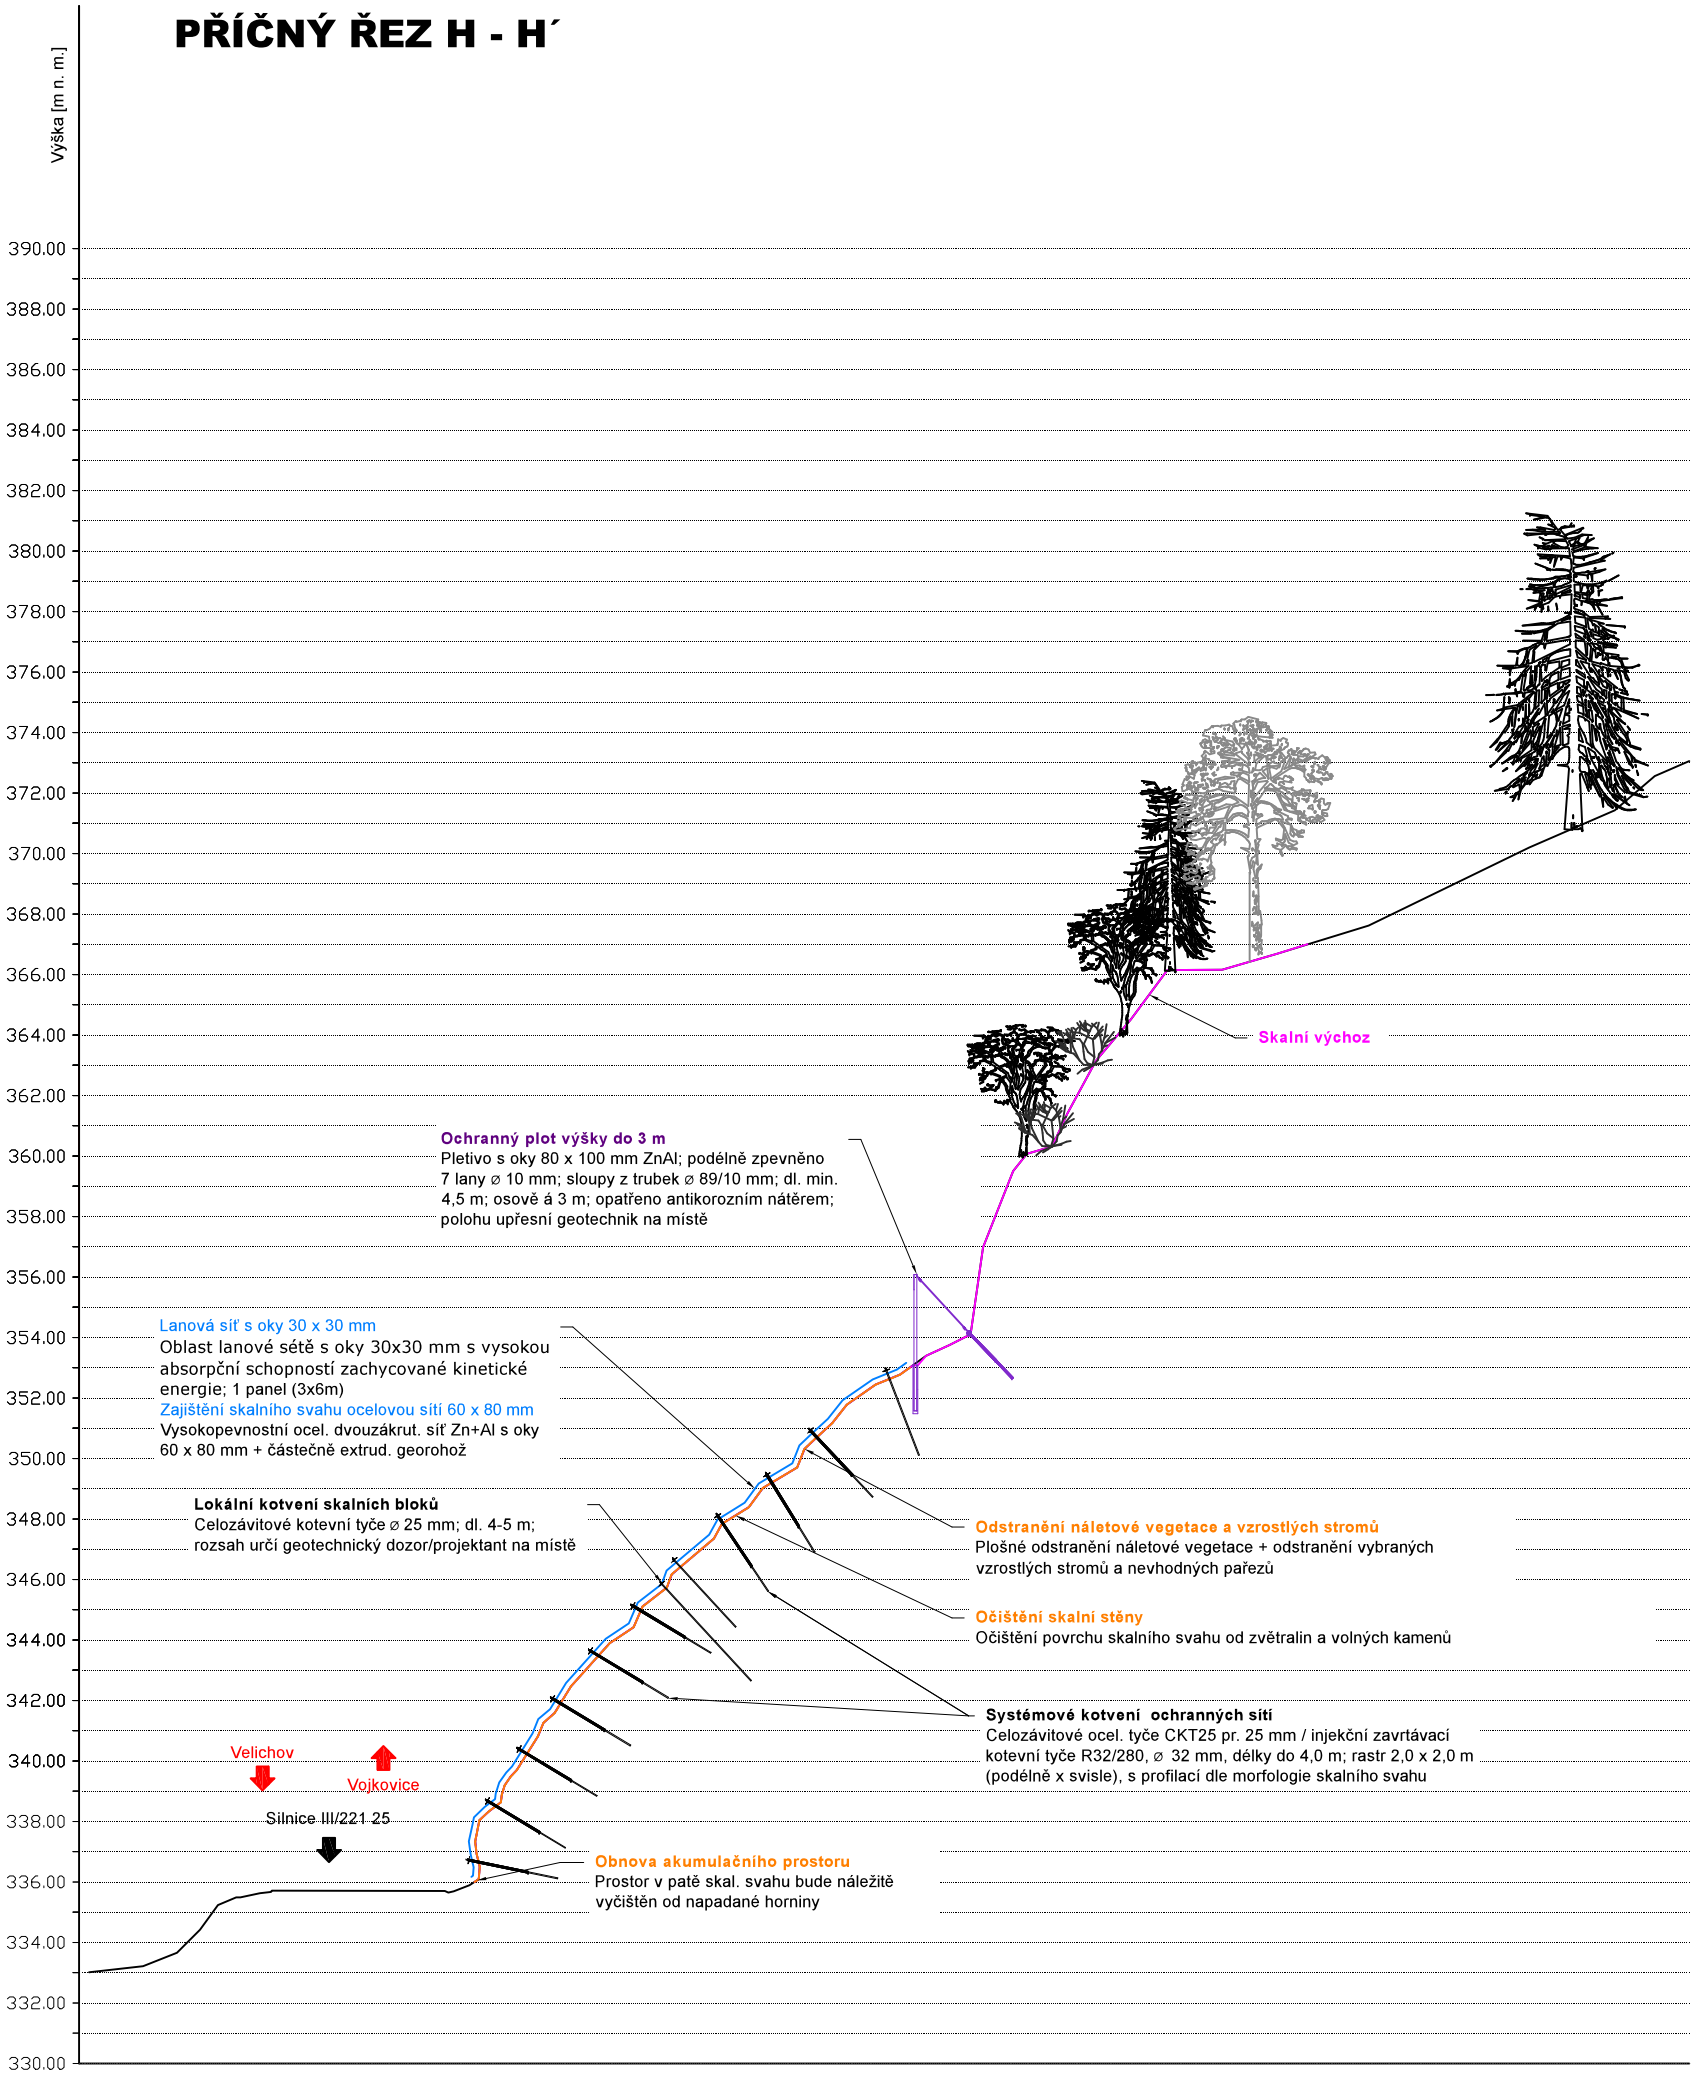 PŘÍČNÝ ŘEZ H - H´
Výška [m n. m.]
390.00
388.00
386.00
384.00
382.00
380.00
378.00
376.00
374.00
372.00
370.00
368.00
366.00
364.00
362.00
360.00
358.00
356.00
354.00
352.00
350.00
348.00
346.00
344.00
342.00
340.00
338.00
336.00
334.00
332.00
330.00
Skalní výchoz
Ochranný plot výšky do 3 m
Pletivo s oky 80 x 100 mm ZnAl; podélně zpevněno
7 lany ⌀ 10 mm; sloupy z trubek ⌀ 89/10 mm; dl. min.
4,5 m; osově á 3 m; opatřeno antikorozním nátěrem;
polohu upřesní geotechnik na místě
Lanová síť s oky 30 x 30 mm
Oblast lanové sétě s oky 30x30 mm s vysokou
absorpční schopností zachycované kinetické
energie; 1 panel (3x6m)
Zajištění skalního svahu ocelovou sítí 60 x 80 mm
Vysokopevnostní ocel. dvouzákrut. síť Zn+Al s oky
60 x 80 mm + částečně extrud. georohož
Lokální kotvení skalních bloků
Celozávitové kotevní tyče ⌀ 25 mm; dl. 4-5 m;
rozsah určí geotechnický dozor/projektant na místě
Odstranění náletové vegetace a vzrostlých stromů
Plošné odstranění náletové vegetace + odstranění vybraných
vzrostlých stromů a nevhodných pařezů
Očištění skalní stěny
Očištění povrchu skalního svahu od zvětralin a volných kamenů
Systémové kotvení ochranných sítí
Celozávitové ocel. tyče CKT25 pr. 25 mm / injekční zavrtávací
kotevní tyče R32/280, ⌀ 32 mm, délky do 4,0 m; rastr 2,0 x 2,0 m
(podélně x svisle), s profilací dle morfologie skalního svahu
Velichov
Vojkovice
Silnice III/221 25
Obnova akumulačního prostoru
Prostor v patě skal. svahu bude náležitě
vyčištěn od napadané horniny